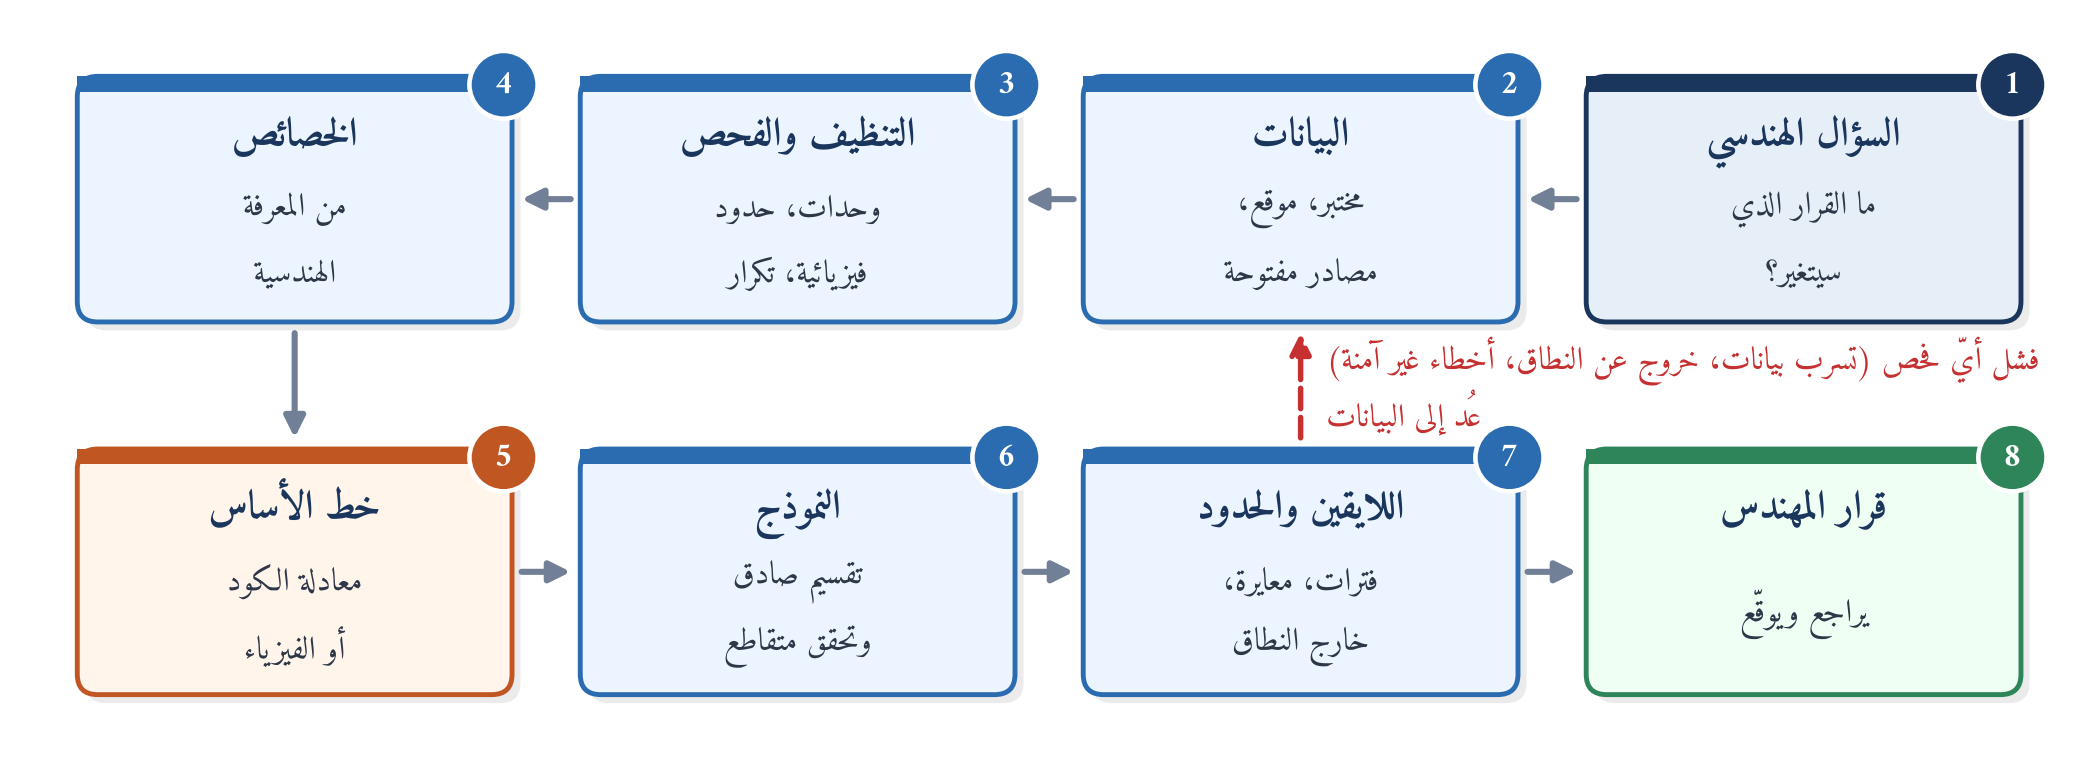 1
السؤال الهندسي
ما القرار الذي
سيتغير؟
2
البيانات
مختبر، موقع،
مصادر مفتوحة
3
التنظيف والفحص
وحدات، حدود
فيزيائية، تكرار
4
الخصائص
من المعرفة
الهندسية
فشل أيّ فحص (تسرب بيانات، خروج عن النطاق، أخطاء غير آمنة)
عُد إلى البيانات
5
خط الأساس
معادلة الكود
أو الفيزياء
6
النموذج
تقسيم صادق
وتحقق متقاطع
7
اللايقين والحدود
فترات، معايرة،
خارج النطاق
8
قرار المهندس
يراجع ويوقّع